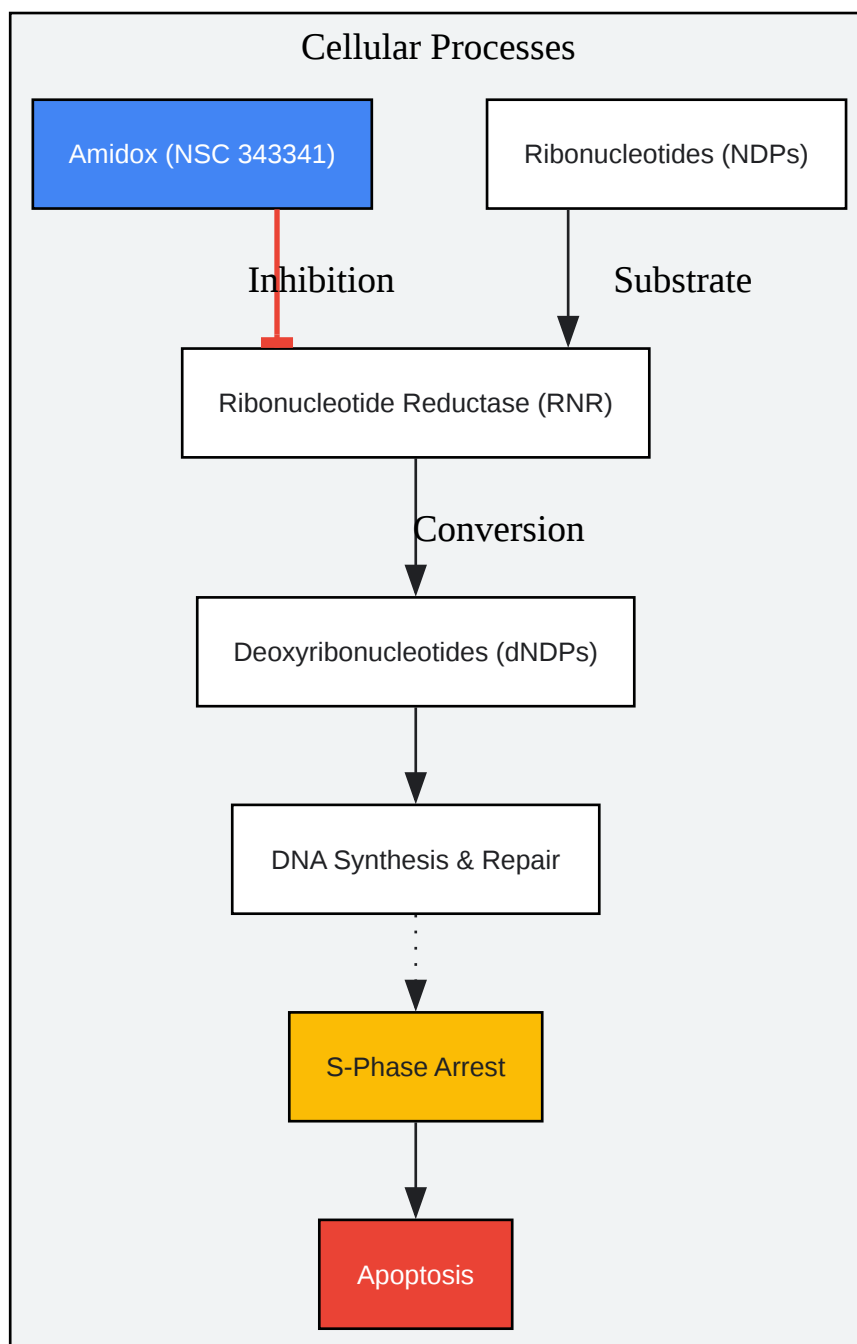 Cellular Processes
Amidox (NSC 343341)
Ribonucleotides (NDPs)
Inhibition
Substrate
Ribonucleotide Reductase (RNR)
Conversion
Deoxyribonucleotides (dNDPs)
DNA Synthesis & Repair
S-Phase Arrest
Apoptosis